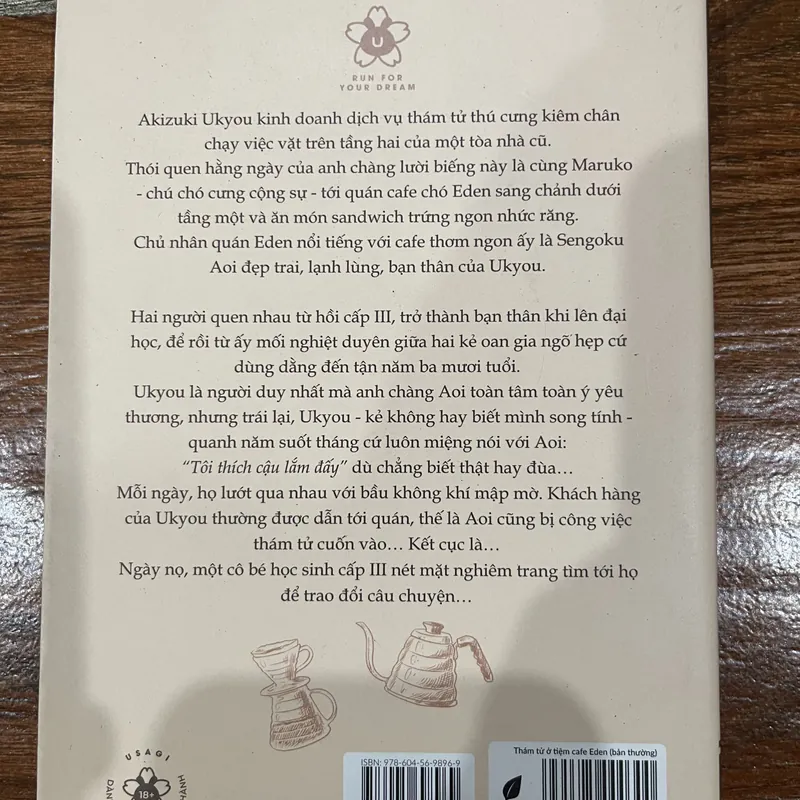 U
RUN FOR
YOUR DREAM
Akizuki Ukyou kinh doanh dịch vụ thám tử thú cưng kiêm chân
chạy việc vặt trên tầng hai của một tòa nhà cũ.
Thói quen hằng ngày của anh chàng lười biếng này là cùng Maruko
- chú chó cưng cộng sự - tới quán cafe chó Eden sang chảnh dưới
tầng một và ăn món sandwich trứng ngon nhức răng.
Chủ nhân quán Eden nổi tiếng với cafe thơm ngon ấy là Sengoku
Aoi đẹp trai, lạnh lùng, bạn thân của Ukyou.
Hai người quen nhau từ hồi cấp III, trở thành bạn thân khi lên đại
học, để rồi từ ấy mối nghiệt duyên giữa hai kẻ oan gia ngõ hẹp cứ
dùng dằng đến tận năm ba mươi tuổi.
Ukyou là người duy nhất mà anh chàng Aoi toàn tâm toàn ý yêu
thương, nhưng trái lại, Ukyou - kẻ không hay biết mình song tính -
quanh năm suốt tháng cứ luôn miệng nói với Aoi:
“Tôi thích cậu lắm đấy” dù chẳng biết thật hay đùa…
Mỗi ngày, họ lướt qua nhau với bầu không khí mập mờ. Khách hàng
của Ukyou thường được dẫn tới quán, thế là Aoi cũng bị công việc
thám tử cuốn vào… Kết cục là…
Ngày nọ, một cô bé học sinh cấp III nét mặt nghiêm trang tìm tới họ
để trao đổi câu chuyện…
USAGI
18+
ISBN: 978-604-56-9896-9
Thám tử ở tiệm cafe Eden (bản thường)